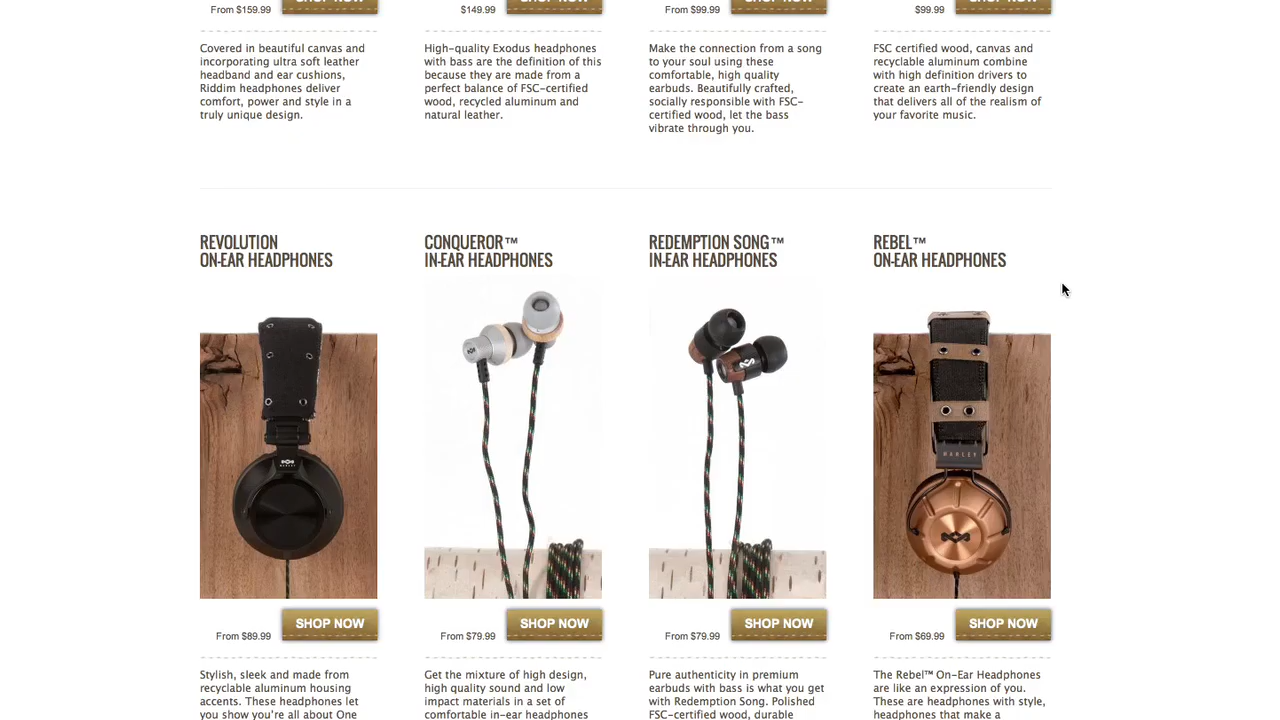 From $159.99
SHOP NOW
$149.99
SHOP NOW
From $99.99
SHOP NOW
$99.99
SHOP NOW
Covered in beautiful canvas and
incorporating ultra soft leather
headband and ear cushions,
Riddim headphones deliver
comfort, power and style in a
truly unique design.
High-quality Exodus headphones
with bass are the definition of this
because they are made from a
perfect balance of FSC-certified
wood, recycled aluminum and
natural leather.
Make the connection from a song
to your soul using these
comfortable, high quality
earbuds. Beautifully crafted,
socially responsible with FSC-
certified wood, let the bass
vibrate through you.
FSC certified wood, canvas and
recyclable aluminum combine
with high definition drivers to
create an earth-friendly design
that delivers all of the realism of
your favorite music.
REVOLUTION
ON-EAR HEADPHONES
CONQUEROR™
IN-EAR HEADPHONES
REDEMPTION SONG™
IN-EAR HEADPHONES
REBEL™
ON-EAR HEADPHONES
MARLEY
From $89.99
SHOP NOW
From $79.99
SHOP NOW
From $79.99
SHOP NOW
From $69.99
SHOP NOW
Stylish, sleek and made from
recyclable aluminum housing
accents. These headphones let
you show you're all about One
Get the mixture of high design,
high quality sound and low
impact materials in a set of
comfortable in-ear headphones
Pure authenticity in premium
earbuds with bass is what you get
with Redemption Song. Polished
FSC-certified wood, durable
The Rebel™ On-Ear Headphones
are like an expression of you.
These are headphones with style,
headphones that make a